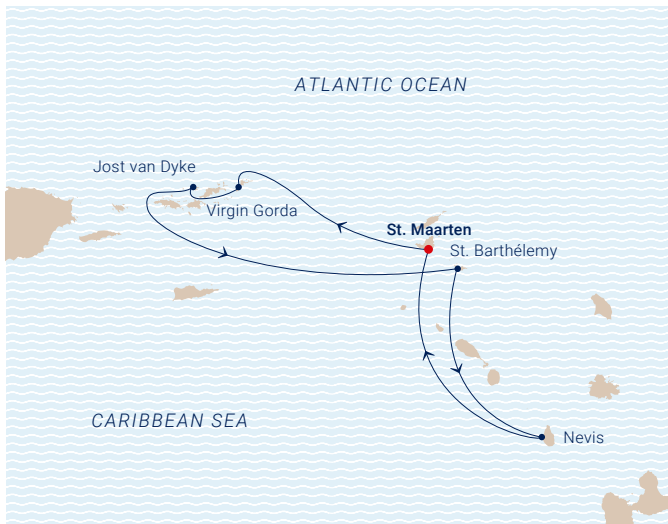 ATLANTIC OCEAN
Jost van Dyke
Virgin Gorda
St. Maarten
St. Barthélemy
CARIBBEAN SEA
Nevis